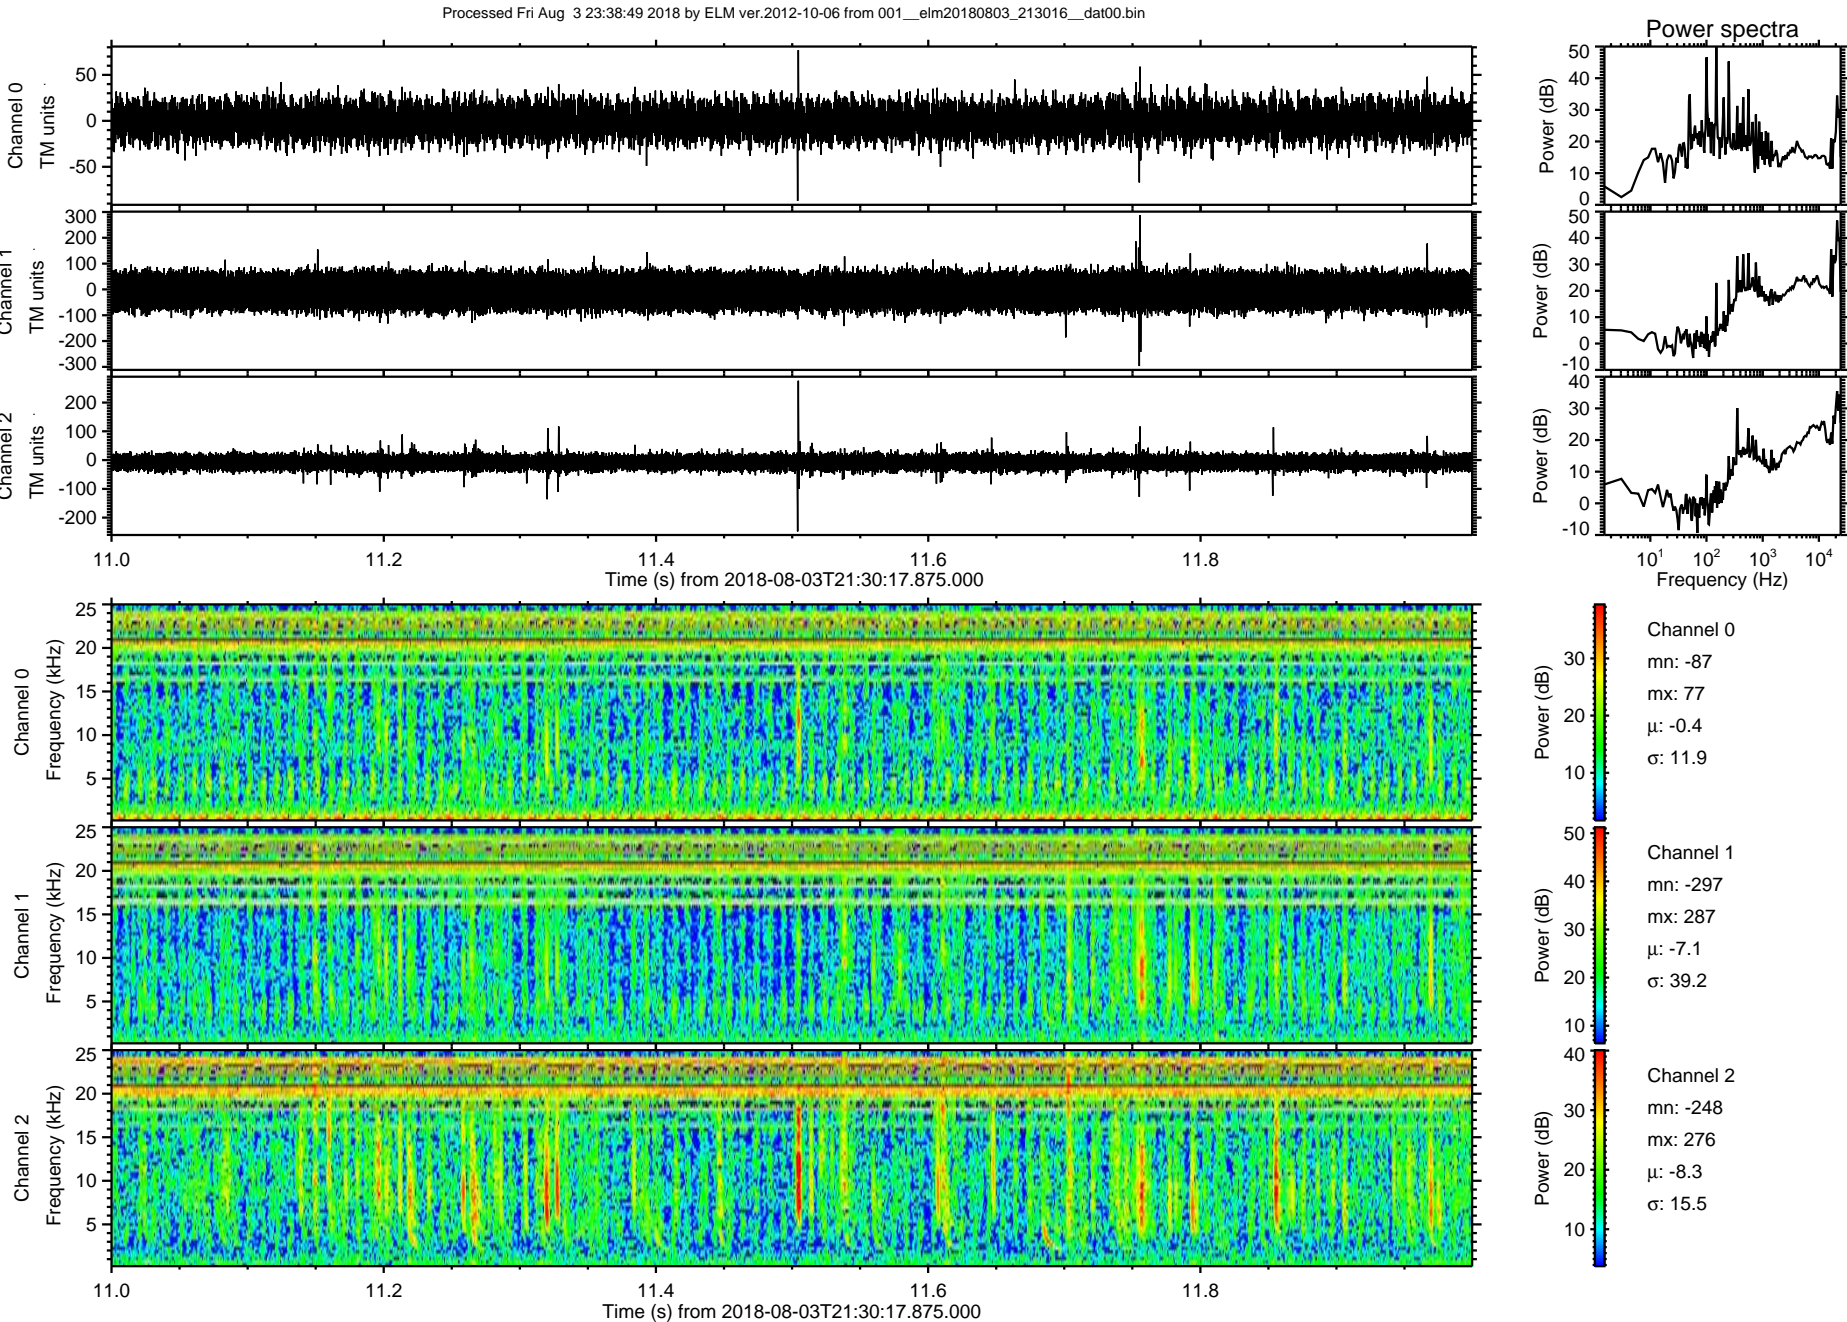 Processed Fri Aug 3 23:38:49 2018 by ELM ver.2012-10-06 from 001__elm20180803_213016__dat00.bin
Power spectra
Channel 0
TM units
50
0
-50
Power (dB)
50
40
30
20
10
0
Channel 1
TM units
300
200
100
0
-100
-200
-300
Power (dB)
50
40
30
20
10
0
-10
Channel 2
TM units
200
100
0
-100
-200
Power (dB)
40
30
20
10
0
-10
11.0 11.2 11.4 11.6 11.8
Time (s) from 2018-08-03T21:30:17.875.000
10^1 10^2 10^3 10^4
Frequency (Hz)
Channel 0
Frequency (kHz)
25
20
15
10
5
Power (dB)
30
20
10
Channel 0
mn: -87
mx: 77
μ: -0.4
σ: 11.9
Channel 1
Frequency (kHz)
25
20
15
10
5
Power (dB)
50
40
30
20
10
Channel 1
mn: -297
mx: 287
μ: -7.1
σ: 39.2
Channel 2
Frequency (kHz)
25
20
15
10
5
Power (dB)
40
30
20
10
Channel 2
mn: -248
mx: 276
μ: -8.3
σ: 15.5
11.0 11.2 11.4 11.6 11.8
Time (s) from 2018-08-03T21:30:17.875.000